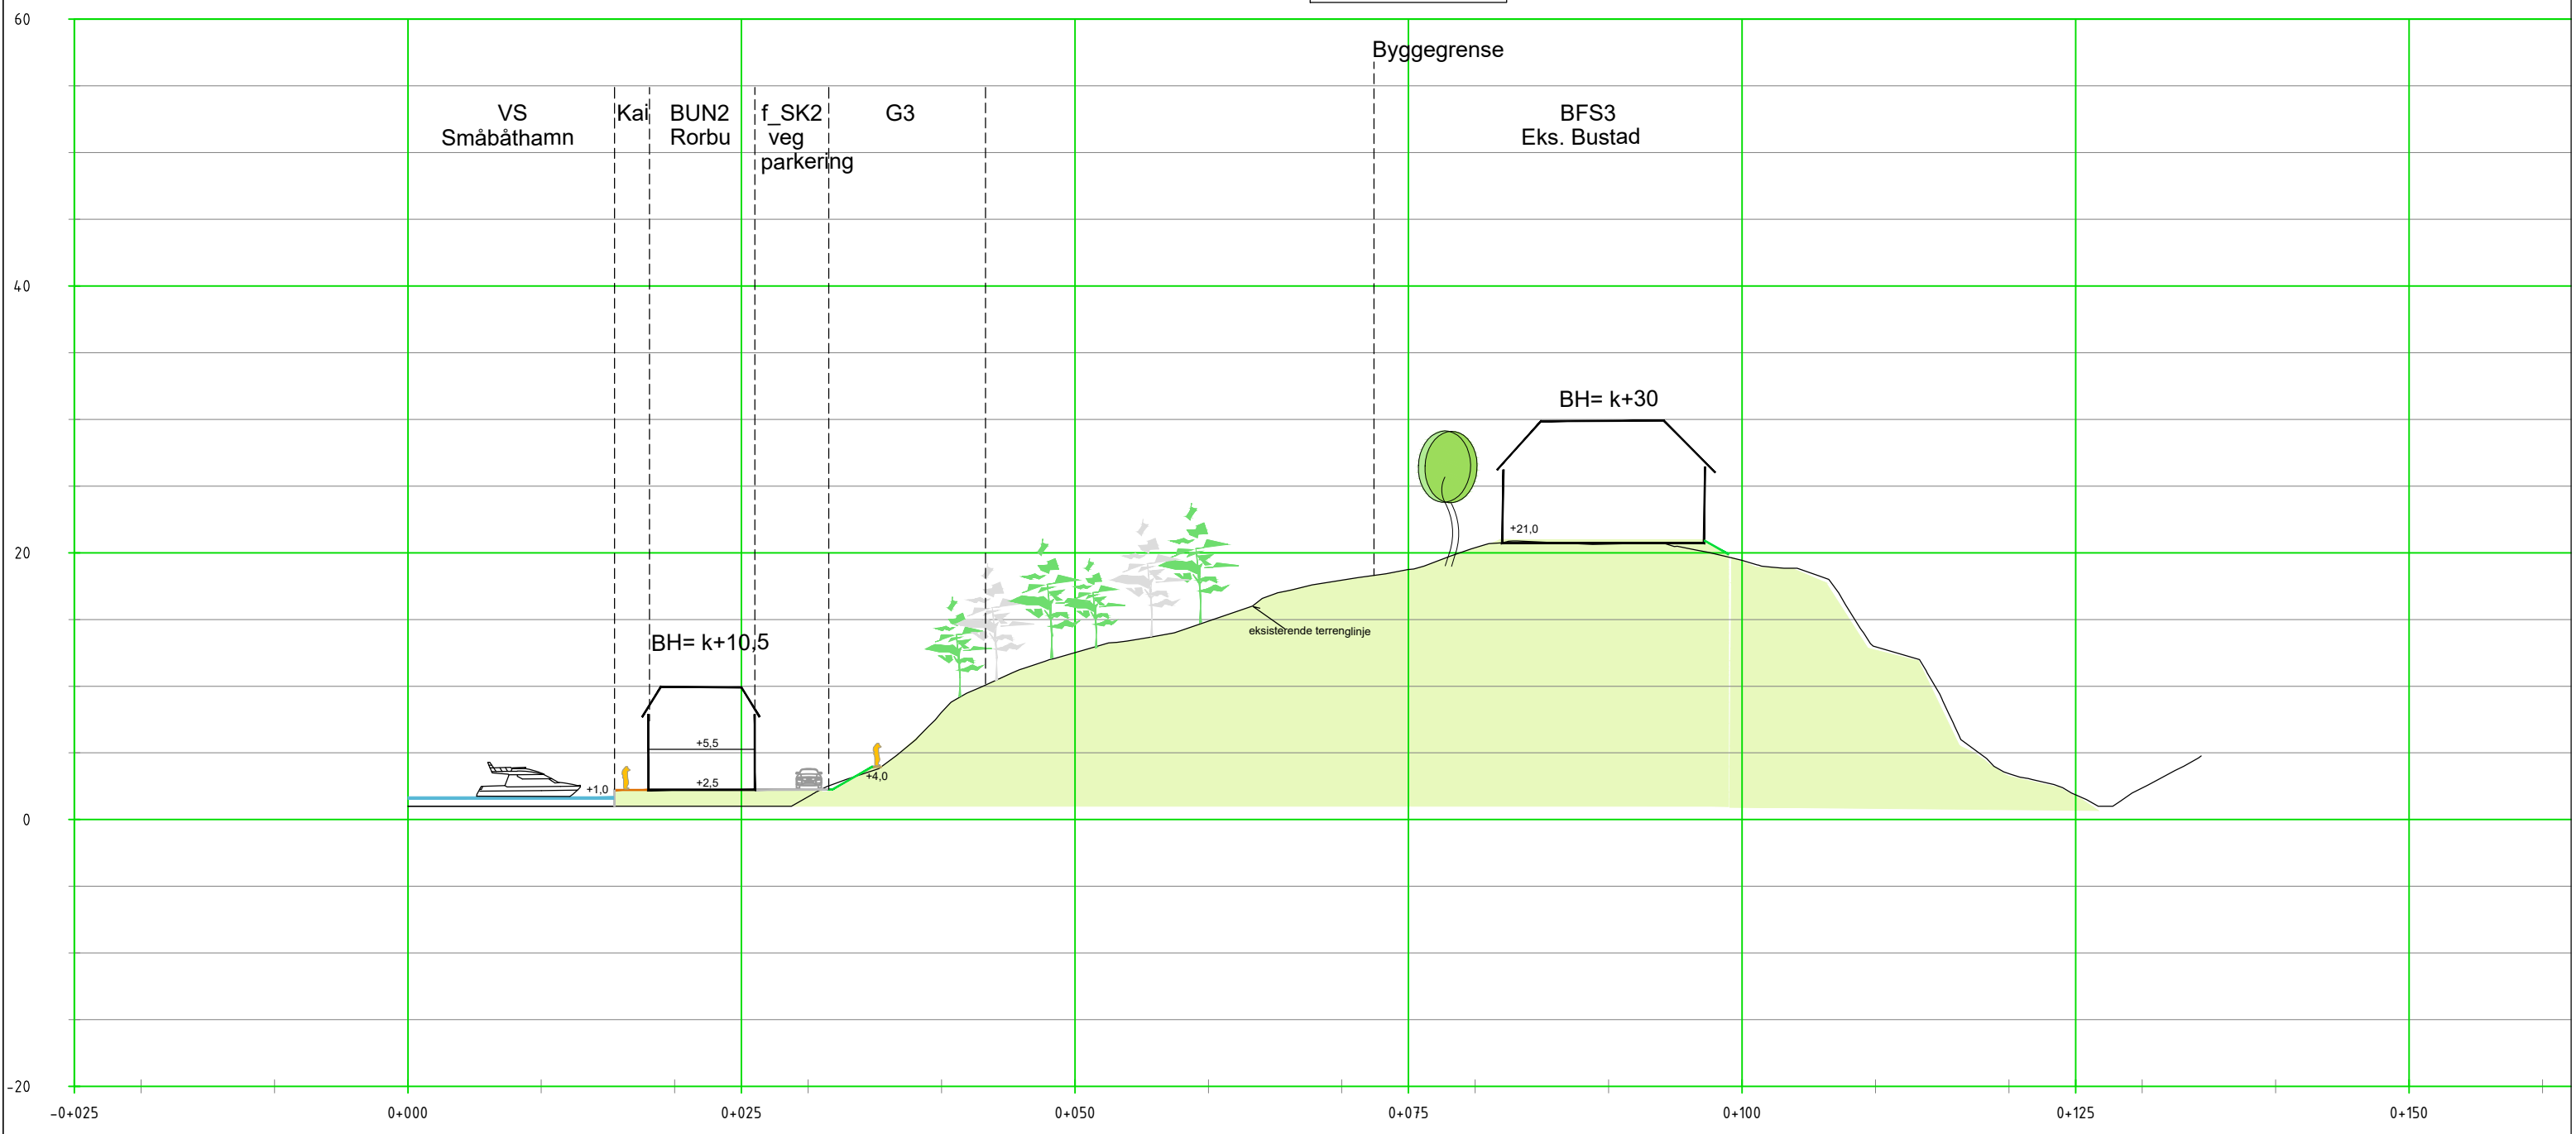 60
Byggegrense
VS
Småbåthamn
Kai
BUN2
Rorbu
f_SK2
veg
parkering
G3
BFS3
Eks. Bustad
40
BH= k+30
+21,0
20
eksisterende terrenglinje
BH= k+10,5
+5,5
+2,5
+1,0
+4,0
0
-20
-0+025
0+000
0+025
0+050
0+075
0+100
0+125
0+150